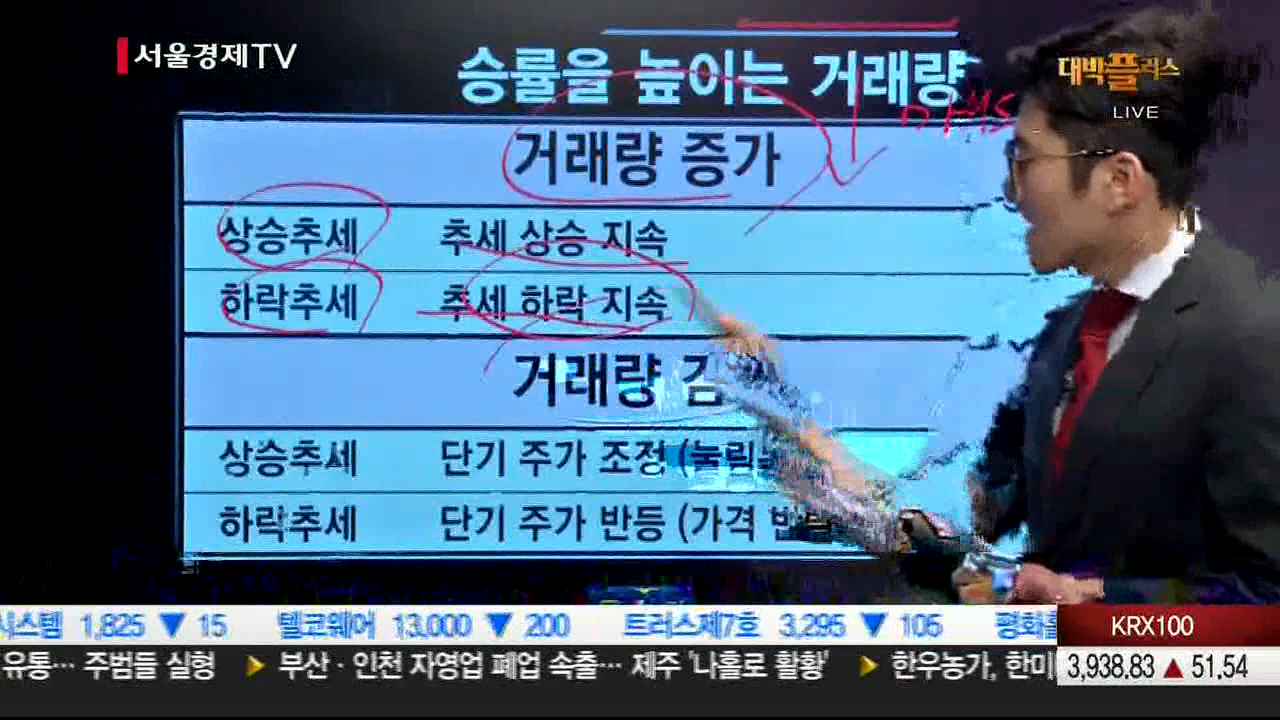 서울경제TV
대박플러스
LIVE
승률을 높이는 거래량
거래량 증가
상승추세 추세 상승 지속
하락추세 추세 하락 지속
거래량
상승추세 단기 주가 조정
하락추세 단기 주가 반등 (가격
시스템 1,825 ▼ 15 텔코웨어 13,000 ▼ 200 트러스제7호 3,295 ▼ 105
KRX100
유통… 주범들 실형 ▶ 부산·인천 자영업 폐업 속출… 제주 '나홀로 활황' ▶ 한우농가, 한미
3,938.83 ▲ 51.54